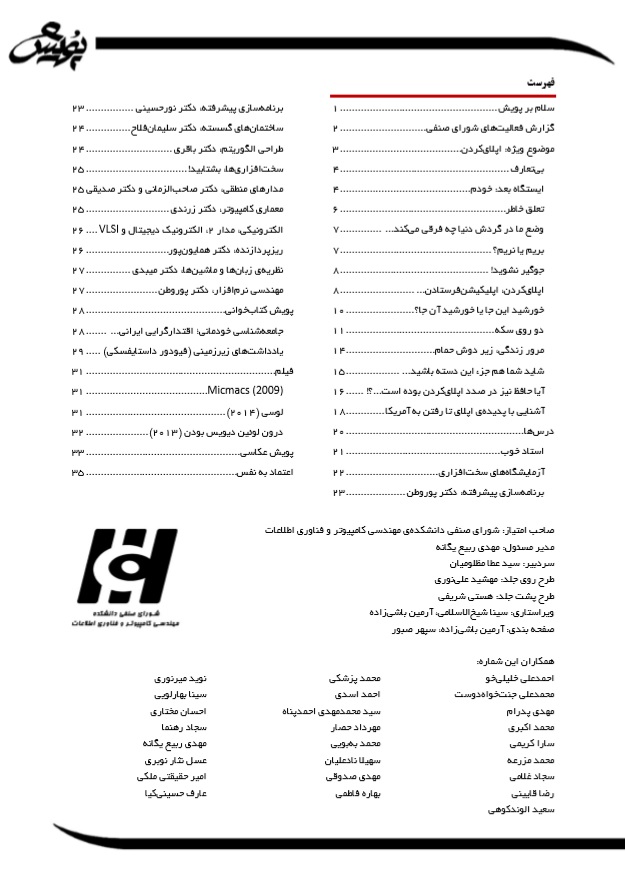 پویش
فهرست
سلام بر پویش ۱
گزارش فعالیت‌های شورای صنفی ۲
موضوع ویژه: اپلای‌کردن ۳
بی‌تعارف ۴
ایستگاه بعد: خودم ۴
تعلق خاطر ۶
وضع ما در گردش دنیا چه فرقی می‌کند... ۷
بریم یا نریم؟ ۷
جوگیر نشوید! ۸
اپلای‌کردن، اپلیکیشن‌فرستادن... ۸
خورشید این جا یا خورشید آن جا؟ ۱۰
دو روی سکه ۱۱
مرور زندگی، زیر دوش حمام ۱۴
شاید شما هم جزء این دسته باشید... ۱۵
آیا حافظ نیز در صدد اپلای‌کردن بوده است...؟! ۱۶
آشنایی با پدیده‌ی اپلای تا رفتن به آمریکا ۱۸
درس‌ها ۲۰
استاد خوب ۲۱
آزمایشگاه‌های سخت‌افزاری ۲۲
برنامه‌سازی پیشرفته، دکتر پوروطن ۲۳
برنامه‌سازی پیشرفته، دکتر نورحسینی ۲۳
ساختمان‌های گسسته، دکتر سلیمان‌فلاح ۲۴
طراحی الگوریتم، دکتر باقری ۲۴
سخت‌افزاری‌ها، بشتابید! ۲۵
مدارهای منطقی، دکتر صاحب‌الزمانی و دکتر صدیقی ۲۵
معماری کامپیوتر، دکتر زرندی ۲۵
الکترونیکی، مدار ۲، الکترونیک دیجیتال و VLSI ۲۶
ریزپردازنده، دکتر همایون‌پور ۲۶
نظریه‌ی زبان‌ها و ماشین‌ها، دکتر میبدی ۲۷
مهندسی نرم‌افزار، دکتر پوروطن ۲۷
پویش کتاب‌خوانی ۲۸
جامعه‌شناسی خودمانی؛ اقتدارگرایی ایرانی... ۲۸
یادداشت‌های زیرزمینی (فیودور داستایفسکی) ۲۹
فیلم ۳۱
Micmacs (2009) ۳۱
لوسی (۲۰۱۴) ۳۱
درون لوئین دیویس بودن (۲۰۱۳) ۳۲
پویش عکاسی ۳۳
اعتماد به نفس ۳۵
صاحب امتیاز: شورای صنفی دانشکده‌ی مهندسی کامپیوتر و فناوری اطلاعات
مدیر مسئول: مهدی ربیع یگانه
سردبیر: سید عطا مظلومیان
طرح روی جلد: مهشید علی‌نوری
طرح پشت جلد: هستی شریفی
ویراستاری: سینا شیخ‌الاسلامی، آرمین باشی‌زاده
صفحه بندی: آرمین باشی‌زاده، سپهر صبور
شورای صنفی دانشکده
مهندسی کامپیوتر و فناوری اطلاعات
همکاران این شماره:
احمدعلی خلیلی‌خو
محمدعلی جنت‌خواه‌دوست
مهدی پدرام
محمد اکبری
سارا کریمی
محمد مزرعه
سجاد غلامی
رضا قایینی
سعید الوندکوهی
محمد پزشکی
احمد اسدی
سید محمدمهدی احمدپناه
مهرداد حصار
محمد به‌بویی
سهیلا نادعلیان
مهدی صدوقی
بهاره فاطمی
نوید میرنوری
سینا بهارلویی
احسان مختاری
سجاد رهنما
مهدی ربیع یگانه
عسل نثار نوبری
امیر حقیقتی ملکی
عارف حسینی‌کیا